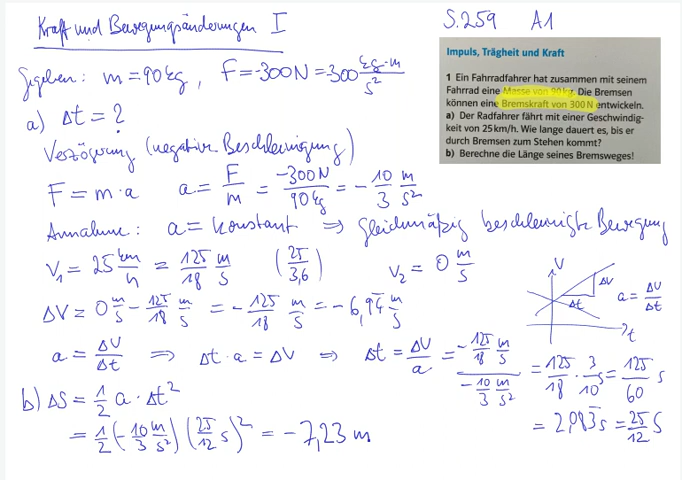 Kraft und Bewegungsänderungen I
S. 259 A1
Gegeben: m = 90 kg, F = -300 N = -300 kg·m/s²
Impuls, Trägheit und Kraft
1 Ein Fahrradfahrer hat zusammen mit seinem
Fahrrad eine Masse von 90 kg. Die Bremsen
können eine Bremskraft von 300 N entwickeln.
a) Der Radfahrer fährt mit einer Geschwindig-
keit von 25 km/h. Wie lange dauert es, bis er
durch Bremsen zum Stehen kommt?
b) Berechne die Länge seines Bremsweges!
a) Δt = ?
Verzögerung (negative Beschleunigung)
F = m · a a = F/m = -300 N / 90 kg = - 10/3 m/s²
Annahme: a = konstant ⇒ gleichmäßig beschleunigte Bewegung
V₁ = 25 km/h = 125/18 m/s (25/3,6) V₂ = 0 m/s
ΔV = 0 m/s - 125/18 m/s = - 125/18 m/s = -6,94 m/s
V ΔV Δt t a = ΔV/Δt
a = ΔV/Δt ⇒ Δt · a = ΔV ⇒ Δt = ΔV/a = (-125/18 m/s) / (-10/3 m/s²) = 125/18 · 3/10 s = 125/60 s
= 2,083 s = 25/12 s
b) ΔS = 1/2 a · Δt²
= 1/2 (-10/3 m/s²) (25/12 s)² = -7,23 m